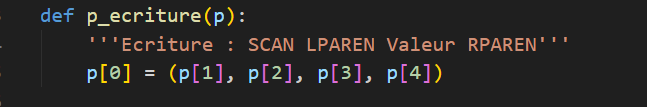 def p_ecriture(p):
'''Ecriture : SCAN LPAREN Valeur RPAREN'''
p[0] = (p[1], p[2], p[3], p[4])